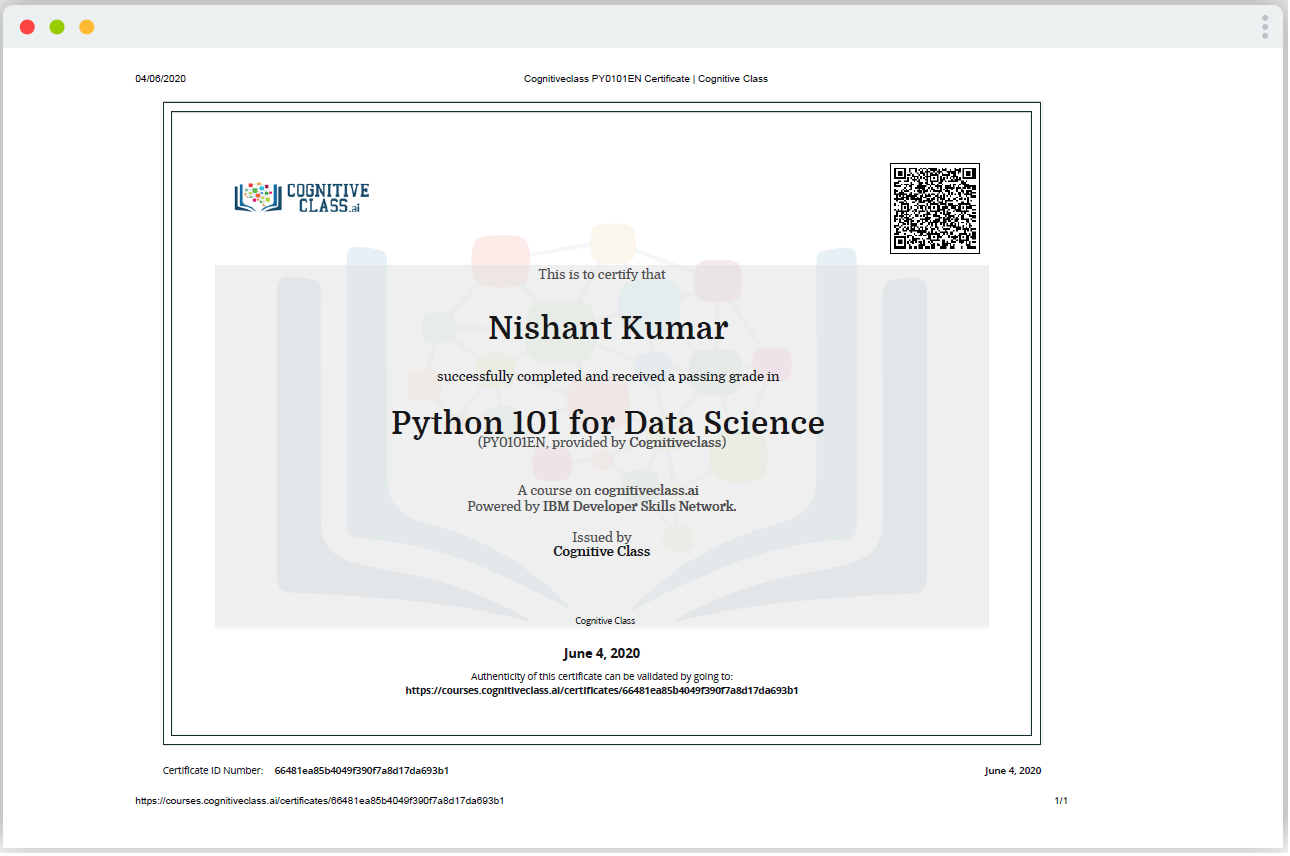 04/06/2020
Cognitiveclass PY0101EN Certificate | Cognitive Class
COGNITIVE
CLASS.ai
This is to certify that
Nishant Kumar
successfully completed and received a passing grade in
Python 101 for Data Science
(PY0101EN, provided by Cognitiveclass)
A course on cognitiveclass.ai
Powered by IBM Developer Skills Network.
Issued by
Cognitive Class
Cognitive Class
June 4, 2020
Authenticity of this certificate can be validated by going to:
https://courses.cognitiveclass.ai/certificates/66481ea85b4049f390f7a8d17da693b1
Certificate ID Number: 66481ea85b4049f390f7a8d17da693b1
June 4, 2020
https://courses.cognitiveclass.ai/certificates/66481ea85b4049f390f7a8d17da693b1
1/1